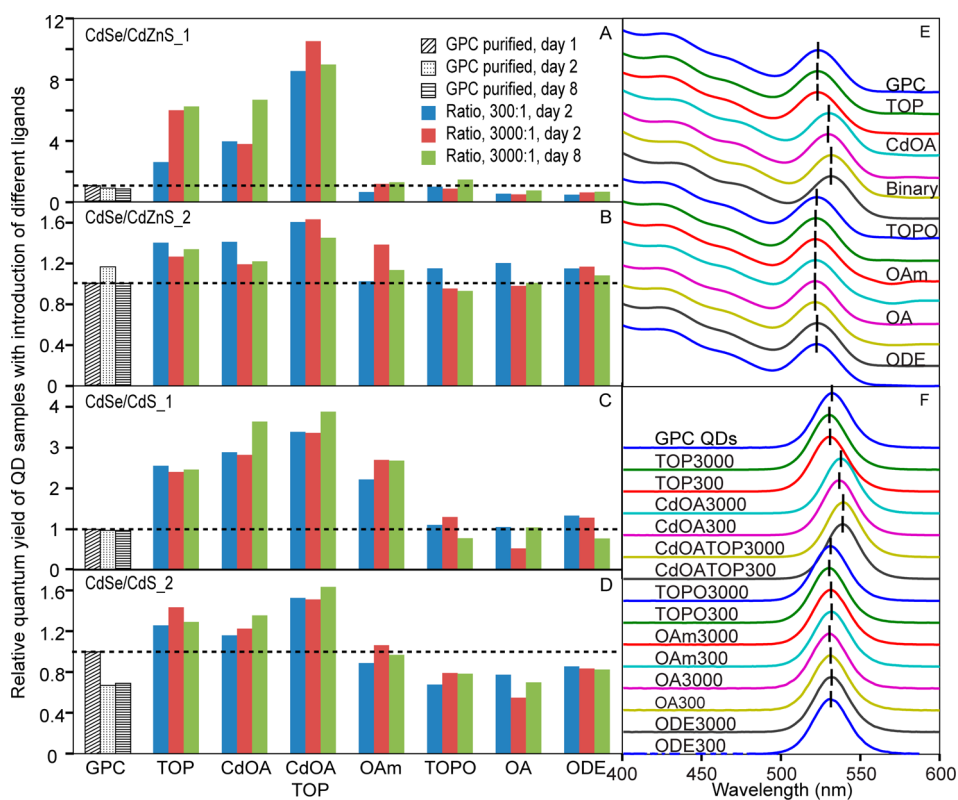 Relative quantum yield of QD samples with introduction of different ligands
12
8
4
0
CdSe/CdZnS_1
A
GPC purified, day 1
GPC purified, day 2
GPC purified, day 8
Ratio, 300:1, day 2
Ratio, 3000:1, day 2
Ratio, 3000:1, day 8
1.6
1.2
0.8
0.4
0
CdSe/CdZnS_2
B
4
3
2
1
0
CdSe/CdS_1
C
1.6
1.2
0.8
0.4
0
CdSe/CdS_2
D
GPC TOP CdOA CdOA TOP OAm TOPO OA ODE
E
GPC
TOP
CdOA
Binary
TOPO
OAm
OA
ODE
F
GPC QDs
TOP3000
TOP300
CdOA3000
CdOA300
CdOATOP3000
CdOATOP300
TOPO3000
TOPO300
OAm3000
OAm300
OA3000
OA300
ODE3000
ODE300
400 450 500 550 600
Wavelength (nm)